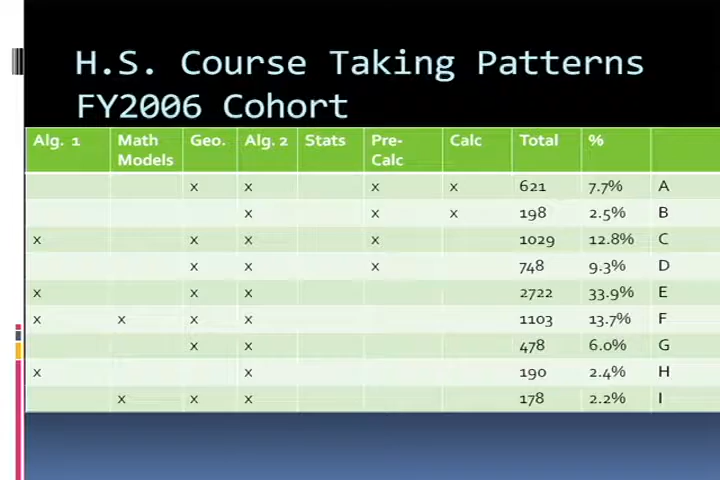 H.S. Course Taking Patterns
FY2006 Cohort
Alg. 1 Math Models Geo. Alg. 2 Stats Pre-Calc Calc Total %
x x x x 621 7.7% A
x x x 198 2.5% B
x x x x 1029 12.8% C
x x x 748 9.3% D
x x x 2722 33.9% E
x x x x 1103 13.7% F
x x 478 6.0% G
x x 190 2.4% H
x x x 178 2.2% I